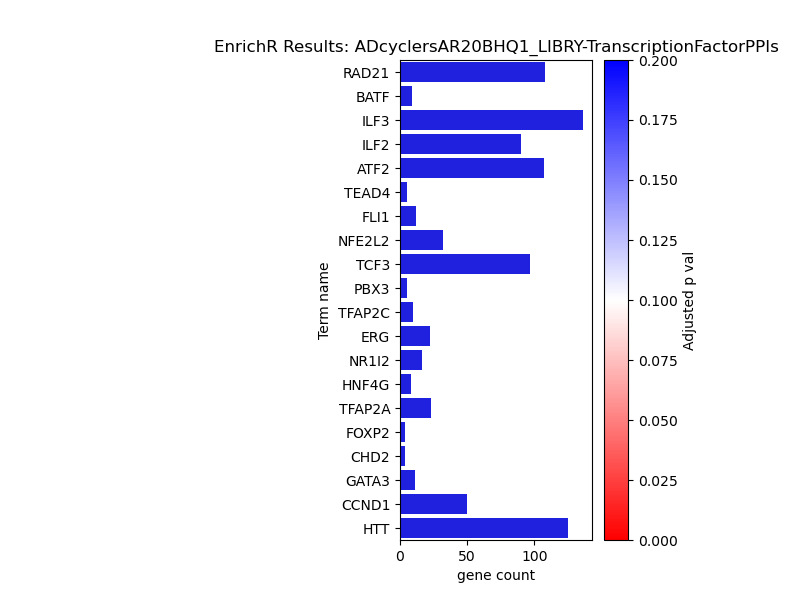 EnrichR Results: ADcyclersAR20BHQ1_LIBRY-TranscriptionFactorPPIs
RAD21
BATF
ILF3
ILF2
ATF2
TEAD4
FLI1
NFE2L2
TCF3
PBX3
TFAP2C
ERG
NR1I2
HNF4G
TFAP2A
FOXP2
CHD2
GATA3
CCND1
HTT
Term name
0 50 100
gene count
0.200
0.175
0.150
0.125
0.100
0.075
0.050
0.025
0.000
Adjusted p val